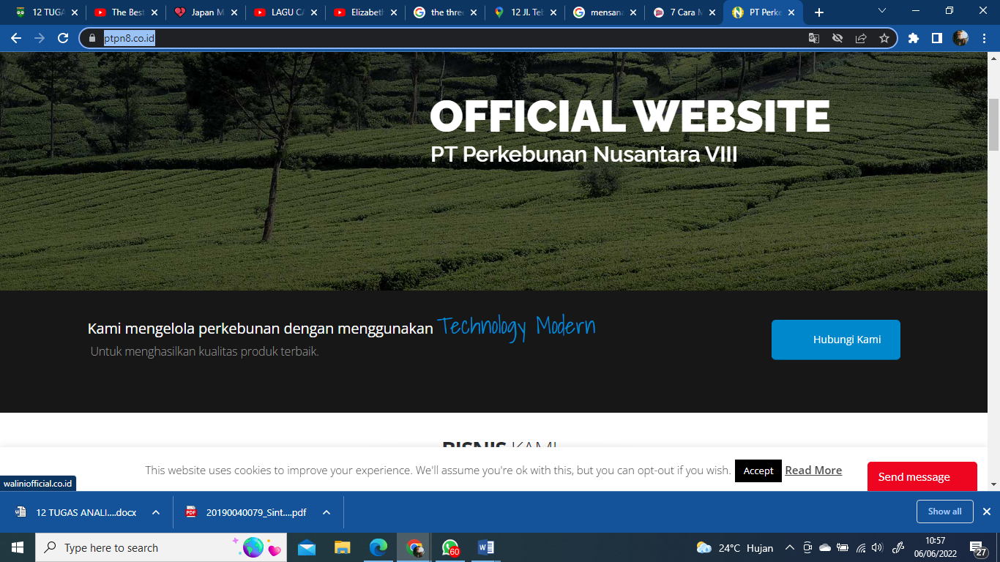 12 TUGA
The Best
Japan M
LAGU CA
Elizabeth
the three
12 Jl. Teb
mensana
7 Cara M
PT Perke
ptpn8.co.id
OFFICIAL WEBSITE
PT Perkebunan Nusantara VIII
Kami mengelola perkebunan dengan menggunakan Technology Modern
Untuk menghasilkan kualitas produk terbaik.
Hubungi Kami
BISNIS KAMI
This website uses cookies to improve your experience. We'll assume you're ok with this, but you can opt-out if you wish. Accept Read More
Send message
waliniofficial.co.id
12 TUGAS ANALI....docx
PDF
20190040079_Sint....pdf
Show all
Type here to search
60
24°C Hujan
10:57
06/06/2022
27